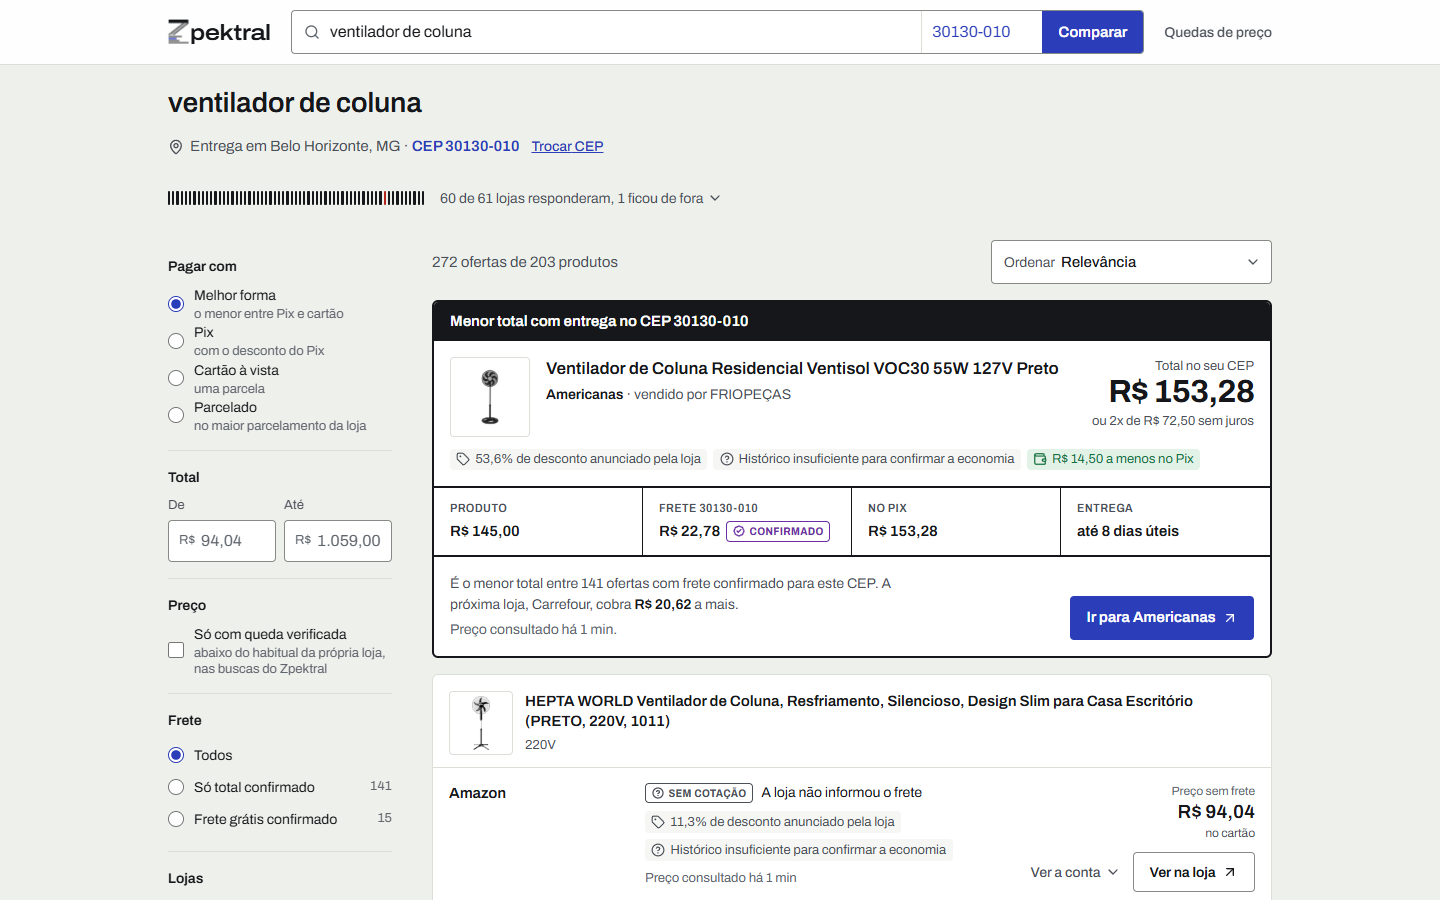 Zpektral
ventilador de coluna
30130-010
Comparar
Quedas de preço
ventilador de coluna
Entrega em Belo Horizonte, MG · CEP 30130-010 Trocar CEP
60 de 61 lojas responderam, 1 ficou de fora
Pagar com
Melhor forma
o menor entre Pix e cartão
Pix
com o desconto do Pix
Cartão à vista
uma parcela
Parcelado
no maior parcelamento da loja
Total
De
Até
R$ 94,04
R$ 1.059,00
Preço
Só com queda verificada
abaixo do habitual da própria loja,
nas buscas do Zpektral
Frete
Todos
Só total confirmado 141
Frete grátis confirmado 15
Lojas
272 ofertas de 203 produtos
Ordenar Relevância
Menor total com entrega no CEP 30130-010
Ventilador de Coluna Residencial Ventisol VOC30 55W 127V Preto
Americanas · vendido por FRIOPEÇAS
Total no seu CEP
R$ 153,28
ou 2x de R$ 72,50 sem juros
53,6% de desconto anunciado pela loja
Histórico insuficiente para confirmar a economia
R$ 14,50 a menos no Pix
PRODUTO
R$ 145,00
FRETE 30130-010
R$ 22,78 CONFIRMADO
NO PIX
R$ 153,28
ENTREGA
até 8 dias úteis
É o menor total entre 141 ofertas com frete confirmado para este CEP. A
próxima loja, Carrefour, cobra R$ 20,62 a mais.
Preço consultado há 1 min.
Ir para Americanas
HEPTA WORLD Ventilador de Coluna, Resfriamento, Silencioso, Design Slim para Casa Escritório
(PRETO, 220V, 1011)
220V
Amazon
SEM COTAÇÃO A loja não informou o frete
11,3% de desconto anunciado pela loja
Histórico insuficiente para confirmar a economia
Preço consultado há 1 min
Preço sem frete
R$ 94,04
no cartão
Ver a conta
Ver na loja